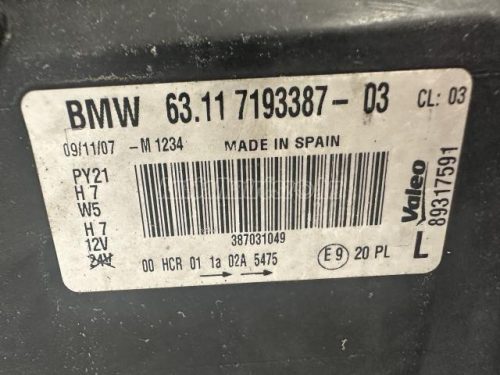 BMW 63.11 7193387- 03 CL: 03
09/11/07 -M 1234 MADE IN SPAIN
PY21
H 7
W5
H 7
12V
24V
387031049
00 HCR 01 1a 02A 5475
E 9 20 PL
Valeo
89317591
L